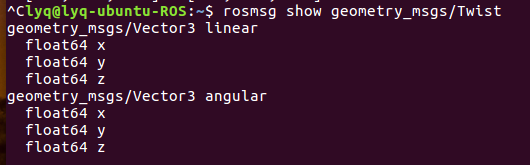 ^Clyq@lyq-ubuntu-ROS:~$ rosmsg show geometry_msgs/Twist
geometry_msgs/Vector3 linear
  float64 x
  float64 y
  float64 z
geometry_msgs/Vector3 angular
  float64 x
  float64 y
  float64 z